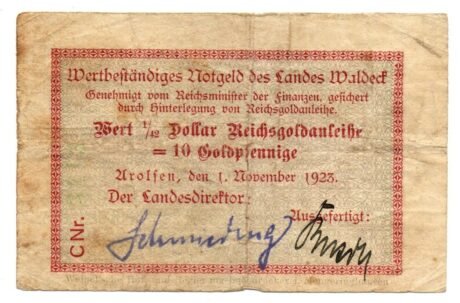 Wertbeständiges Notgeld des Landes Waldeck
Genehmigt vom Reichsminister der Finanzen, gesichert
durch Hinterlegung von Reichsgoldanleihe.
Wert 1/12 Dollar Reichsgoldanleihe
= 10 Goldpfennige
Arolsen, den 1. November 1923.
Der Landesdirektor:
Ausgefertigt:
Schmieding
C Nr.